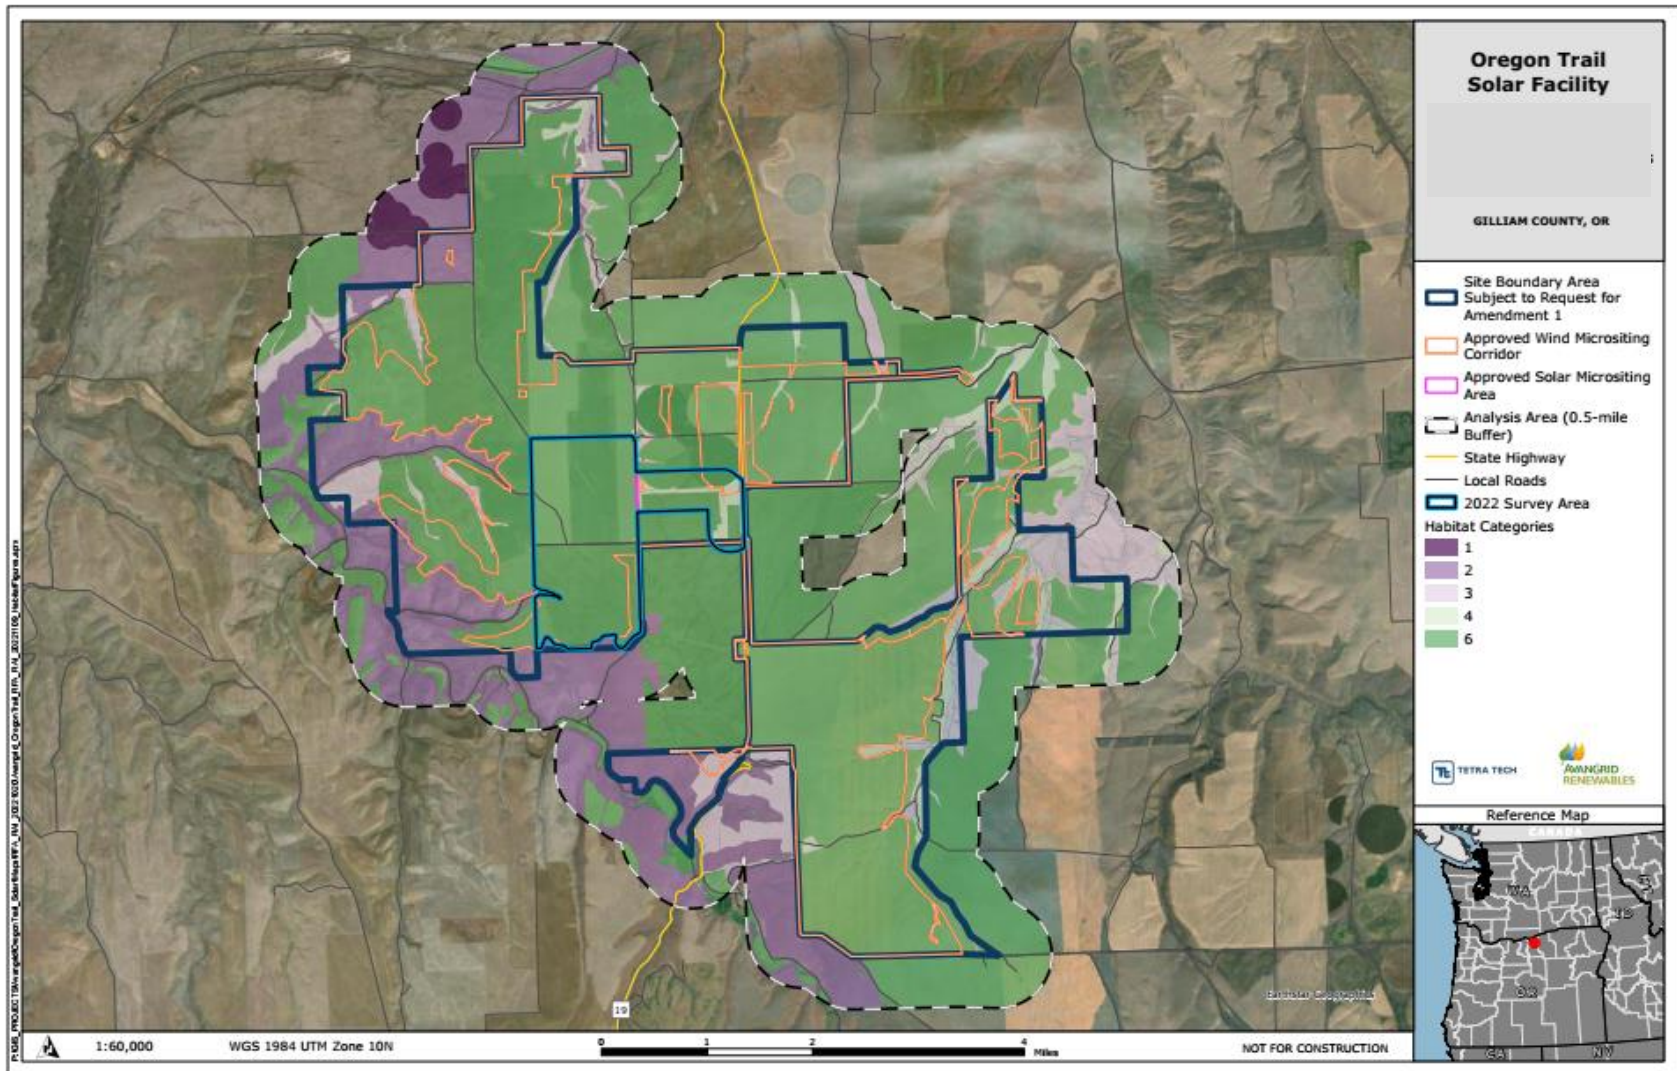 Oregon Trail
Solar Facility
GILLIAM COUNTY, OR
Site Boundary Area
Subject to Request for
Amendment 1
Approved Wind Micrositing
Corridor
Approved Solar Micrositing
Area
Analysis Area (0.5-mile
Buffer)
State Highway
Local Roads
2022 Survey Area
Habitat Categories
1
2
3
4
6
TETRA TECH
AVANGRID
RENEWABLES
Reference Map
CANADA
WA
ID
OR
CA
NV
Earthstar Geographics
19
1:60,000
WGS 1984 UTM Zone 10N
0 1 2 4
Miles
NOT FOR CONSTRUCTION